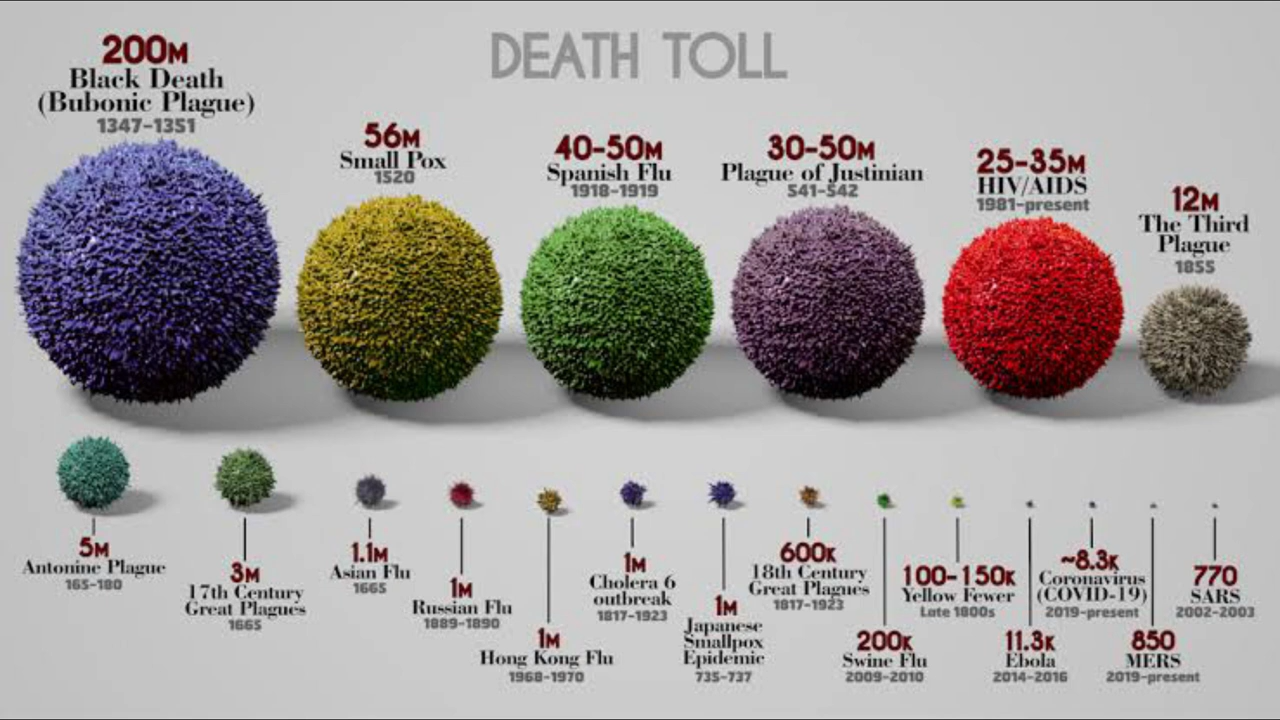 DEATH TOLL
200M
Black Death
(Bubonic Plague)
1347-1351
56M
Small Pox
1520
40-50M
Spanish Flu
1918-1919
30-50M
Plague of Justinian
541-542
25-35M
HIV/AIDS
1981-present
12M
The Third
Plague
1855
5M
Antonine Plague
165-180
3M
17th Century
Great Plagues
1665
1.1M
Asian Flu
1665
1M
Russian Flu
1889-1890
1M
Hong Kong Flu
1968-1970
1M
Cholera 6
outbreak
1817-1923
1M
Japanese
Smallpox
Epidemic
735-737
600K
18th Century
Great Plagues
1817-1923
200K
Swine Flu
2009-2010
100-150K
Yellow Fewer
Late 1800s
11.3K
Ebola
2014-2016
~8.3K
Coronavirus
(COVID-19)
2019-present
850
MERS
2019-present
770
SARS
2002-2003